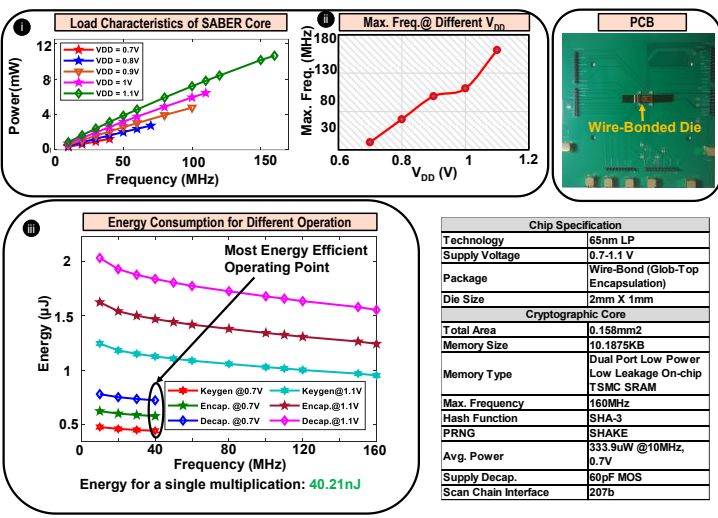 i
Load Characteristics of SABER Core
12
8
4
0
Power(mW)
VDD = 0.7V
VDD = 0.8V
VDD = 0.9V
VDD = 1V
VDD = 1.1V
0 50 100 150
Frequency (MHz)
ii
Max. Freq.@ Different VDD
180
130
80
30
Max. Freq. (MHz)
0.6 0.8 1 1.2
VDD (V)
PCB
Wire-Bonded Die
iii
Energy Consumption for Different Operation
Most Energy Efficient
Operating Point
2
1.5
1
0.5
Energy (μJ)
Keygen @0.7V
Keygen@1.1V
Encap. @0.7V
Encap.@1.1V
Decap. @0.7V
Decap.@1.1V
0 40 80 120 160
Frequency (MHz)
Energy for a single multiplication: 40.21nJ
Chip Specification
Technology 65nm LP
Supply Voltage 0.7-1.1 V
Package Wire-Bond (Glob-Top
Encapsulation)
Die Size 2mm X 1mm
Cryptographic Core
Total Area 0.158mm2
Memory Size 10.1875KB
Memory Type Dual Port Low Power
Low Leakage On-chip
TSMC SRAM
Max. Frequency 160MHz
Hash Function SHA-3
PRNG SHAKE
Avg. Power 333.9uW @10MHz,
0.7V
Supply Decap. 60pF MOS
Scan Chain Interface 207b